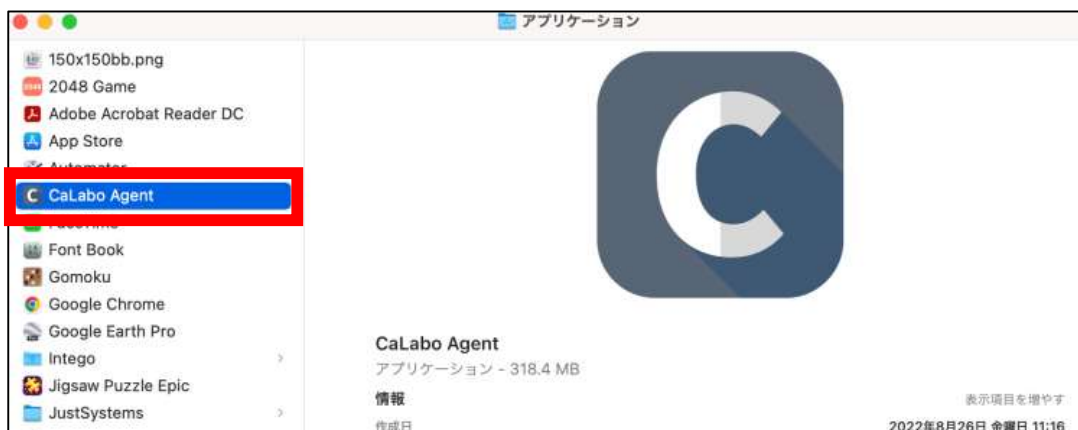 アプリケーション
150x150bb.png
2048 Game
Adobe Acrobat Reader DC
App Store
Automator
CaLabo Agent
FaceTime
Font Book
Gomoku
Google Chrome
Google Earth Pro
Intego
Jigsaw Puzzle Epic
JustSystems
C
CaLabo Agent
アプリケーション - 318.4 MB
情報 表示項目を増やす
作成日 2022年8月26日 金曜日 11:16